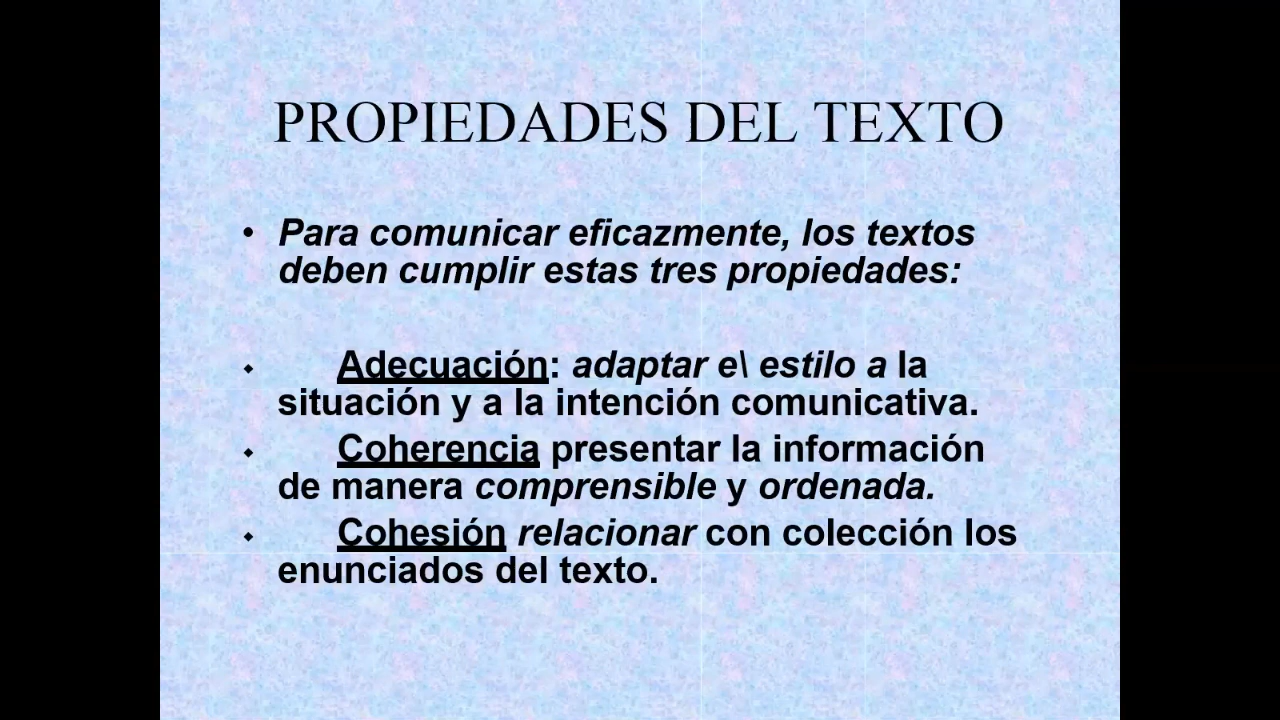 PROPIEDADES DEL TEXTO
• Para comunicar eficazmente, los textos
deben cumplir estas tres propiedades:
⬥ Adecuación: adaptar e\ estilo a la
situación y a la intención comunicativa.
⬥ Coherencia presentar la información
de manera comprensible y ordenada.
⬥ Cohesión relacionar con colección los
enunciados del texto.